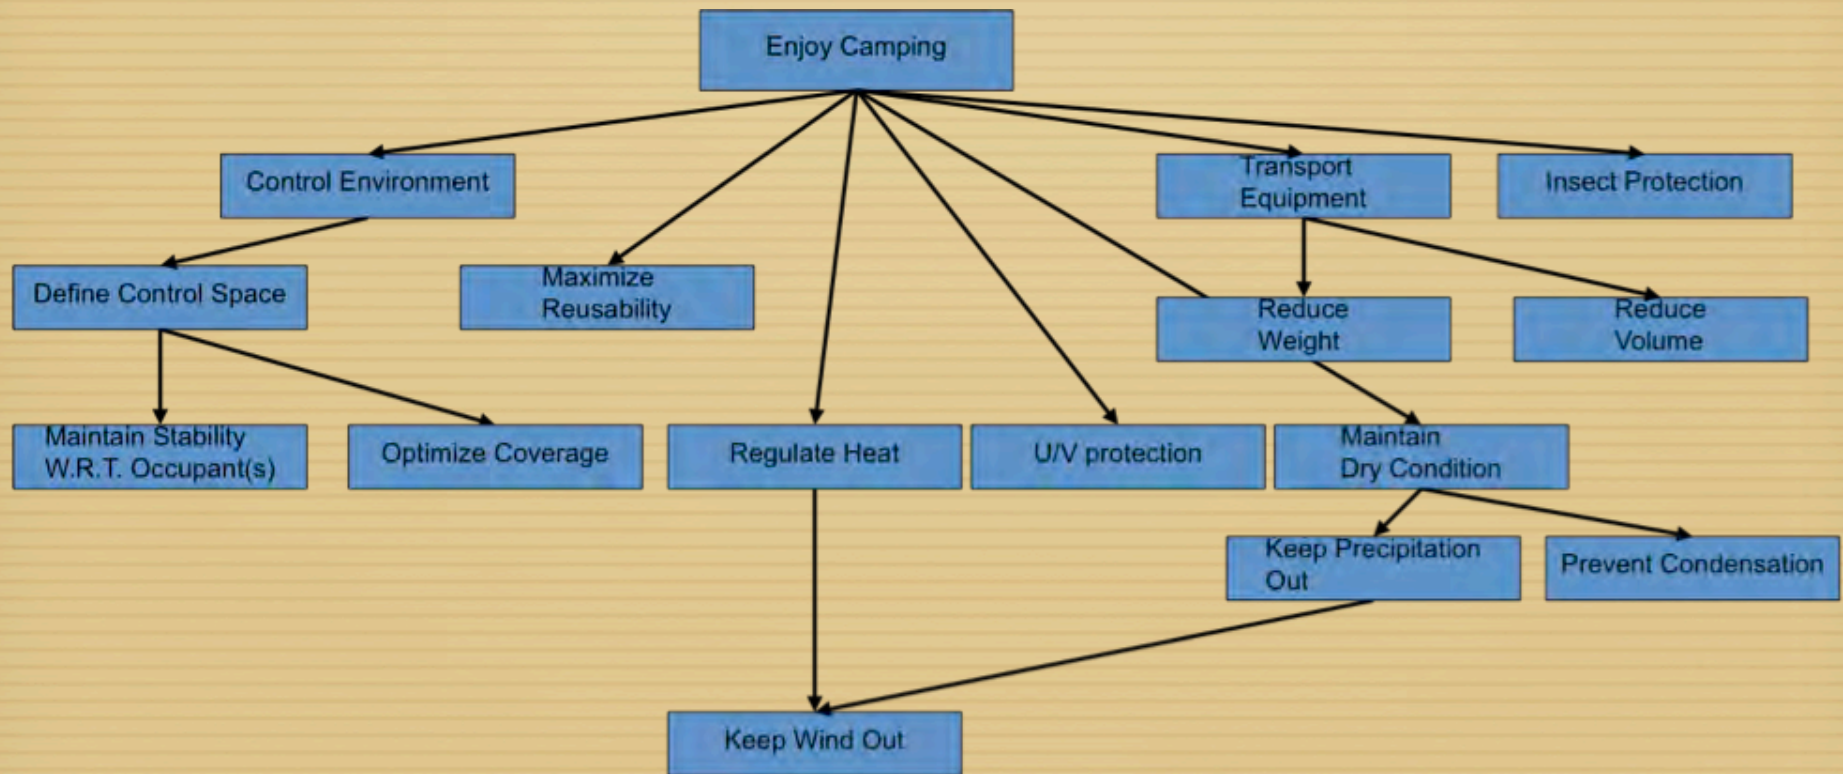 Enjoy Camping
Control Environment
Transport
Equipment
Insect Protection
Define Control Space
Maximize
Reusability
Reduce
Weight
Reduce
Volume
Maintain Stability
W.R.T. Occupant(s)
Optimize Coverage
Regulate Heat
U/V protection
Maintain
Dry Condition
Keep Precipitation
Out
Prevent Condensation
Keep Wind Out